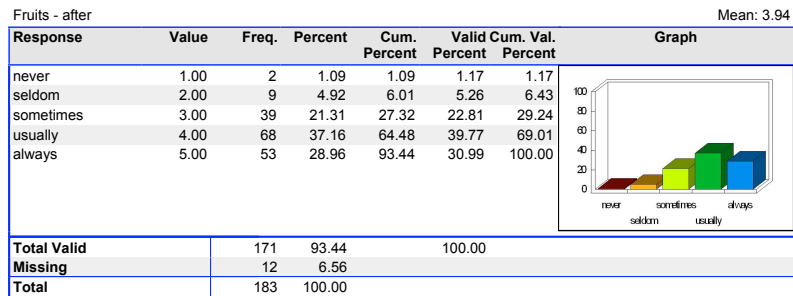 Fruits - after Mean: 3.94
Response Value Freq. Percent Cum. Percent Valid Percent Cum. Val. Percent Graph
never 1.00 2 1.09 1.09 1.17 1.17
seldom 2.00 9 4.92 6.01 5.26 6.43
sometimes 3.00 39 21.31 27.32 22.81 29.24
usually 4.00 68 37.16 64.48 39.77 69.01
always 5.00 53 28.96 93.44 30.99 100.00
100
80
60
40
20
0
never sometimes always
seldom usually
Total Valid 171 93.44 100.00
Missing 12 6.56
Total 183 100.00